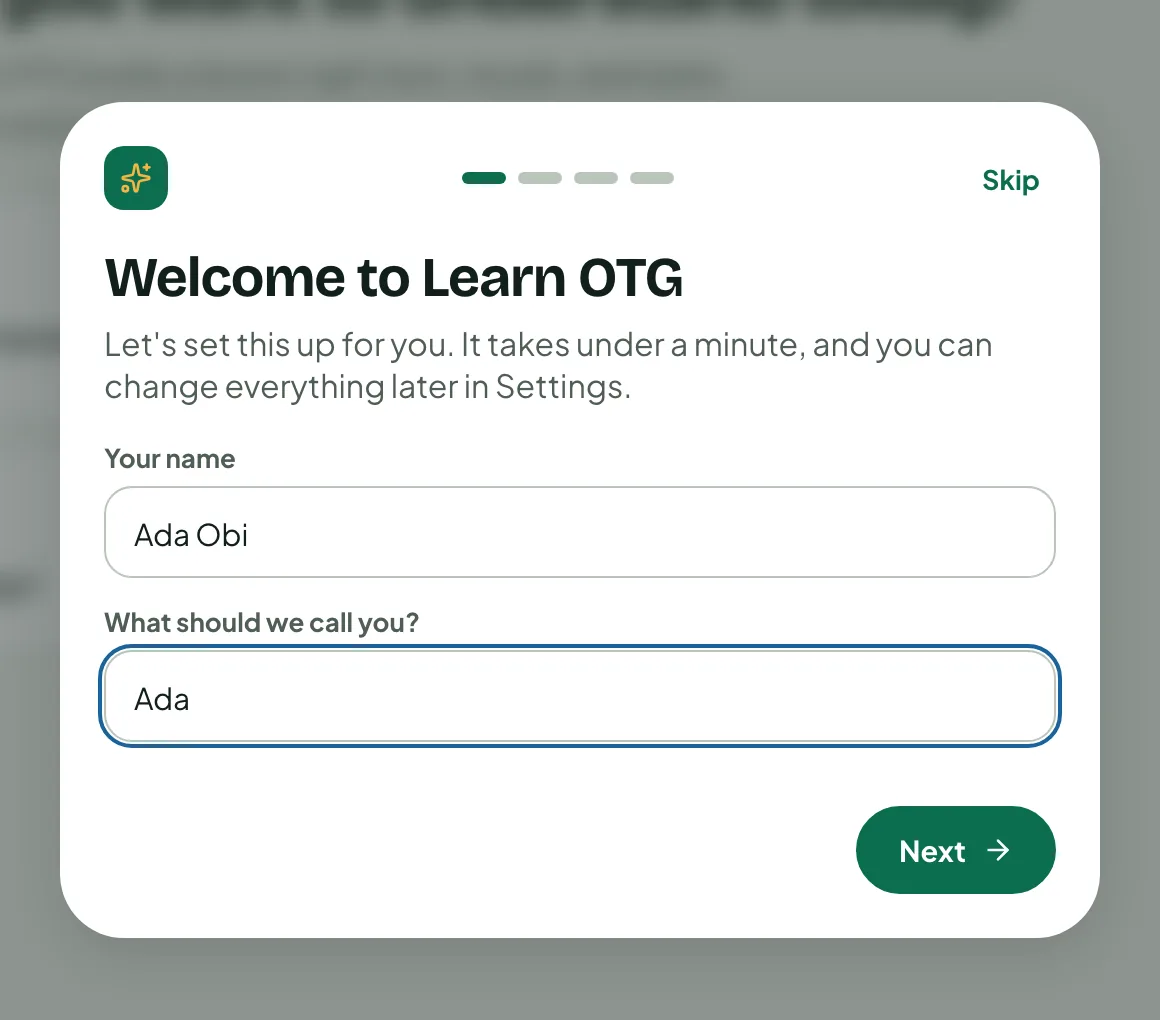 Skip
Welcome to Learn OTG
Let's set this up for you. It takes under a minute, and you can
change everything later in Settings.
Your name
Ada Obi
What should we call you?
Ada
Next